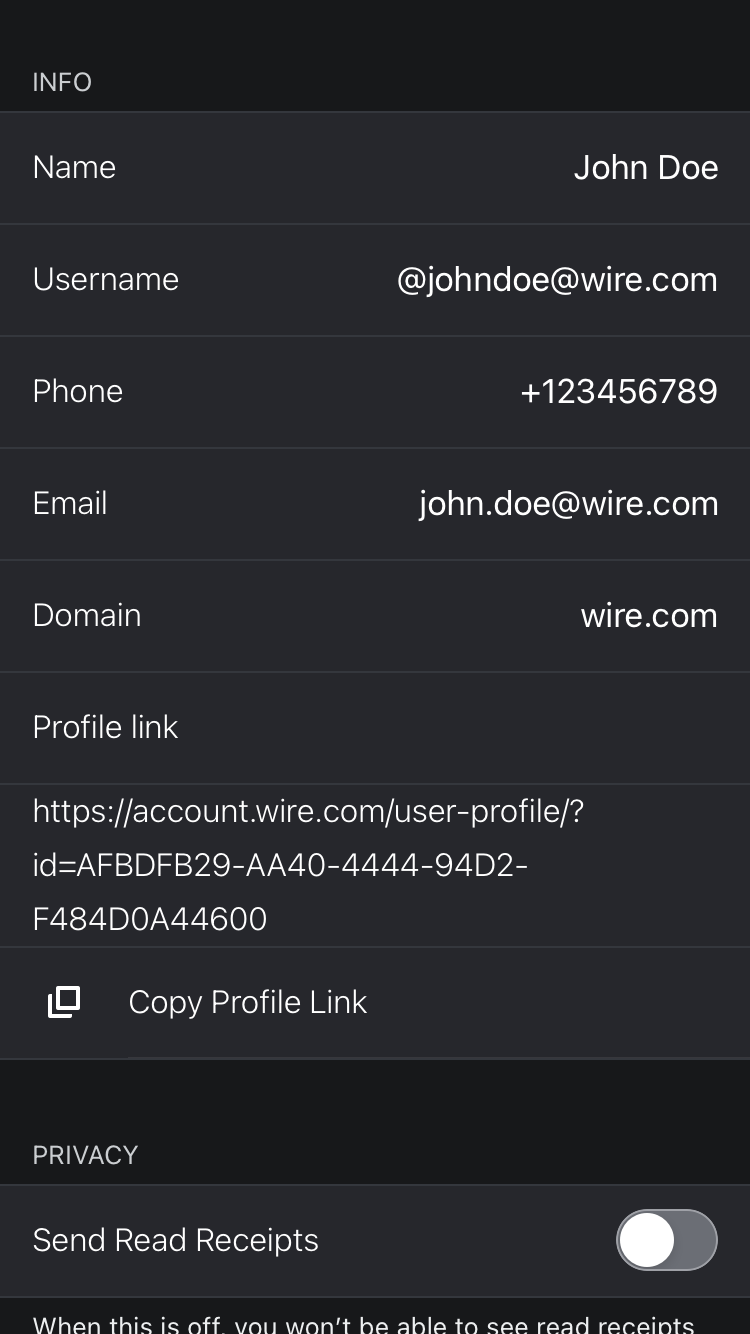 INFO
Name John Doe
Username @johndoe@wire.com
Phone +123456789
Email john.doe@wire.com
Domain wire.com
Profile link
https://account.wire.com/user-profile/?
id=AFBDFB29-AA40-4444-94D2-
F484D0A44600
Copy Profile Link
PRIVACY
Send Read Receipts
When this is off, you won’t be able to see read receipts